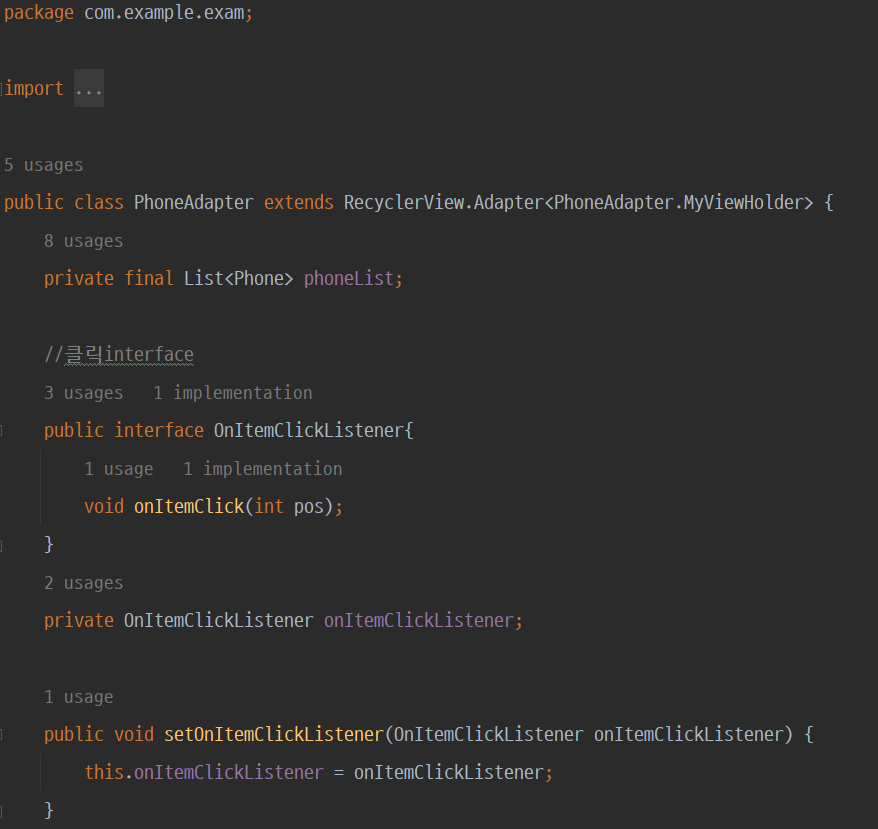 package com.example.exam;
import ...
5 usages
public class PhoneAdapter extends RecyclerView.Adapter<PhoneAdapter.MyViewHolder> {
8 usages
private final List<Phone> phoneList;
//클릭interface
3 usages   1 implementation
public interface OnItemClickListener{
1 usage   1 implementation
void onItemClick(int pos);
}
2 usages
private OnItemClickListener onItemClickListener;
1 usage
public void setOnItemClickListener(OnItemClickListener onItemClickListener) {
this.onItemClickListener = onItemClickListener;
}